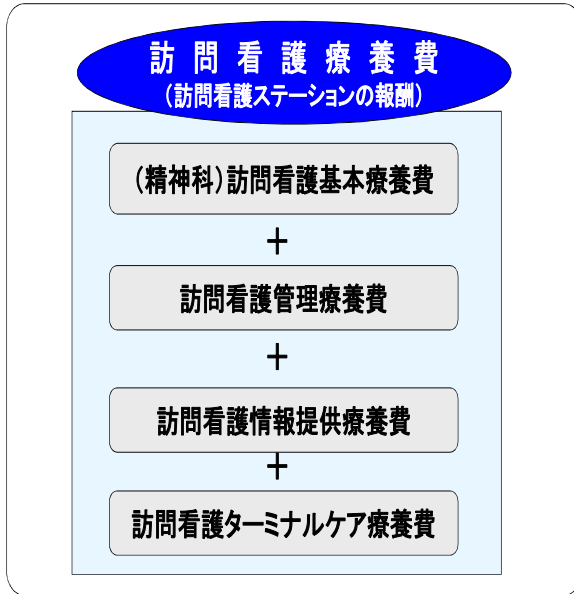 訪問看護療養費
（訪問看護ステーションの報酬）
（精神科）訪問看護基本療養費
＋
訪問看護管理療養費
＋
訪問看護情報提供療養費
＋
訪問看護ターミナルケア療養費